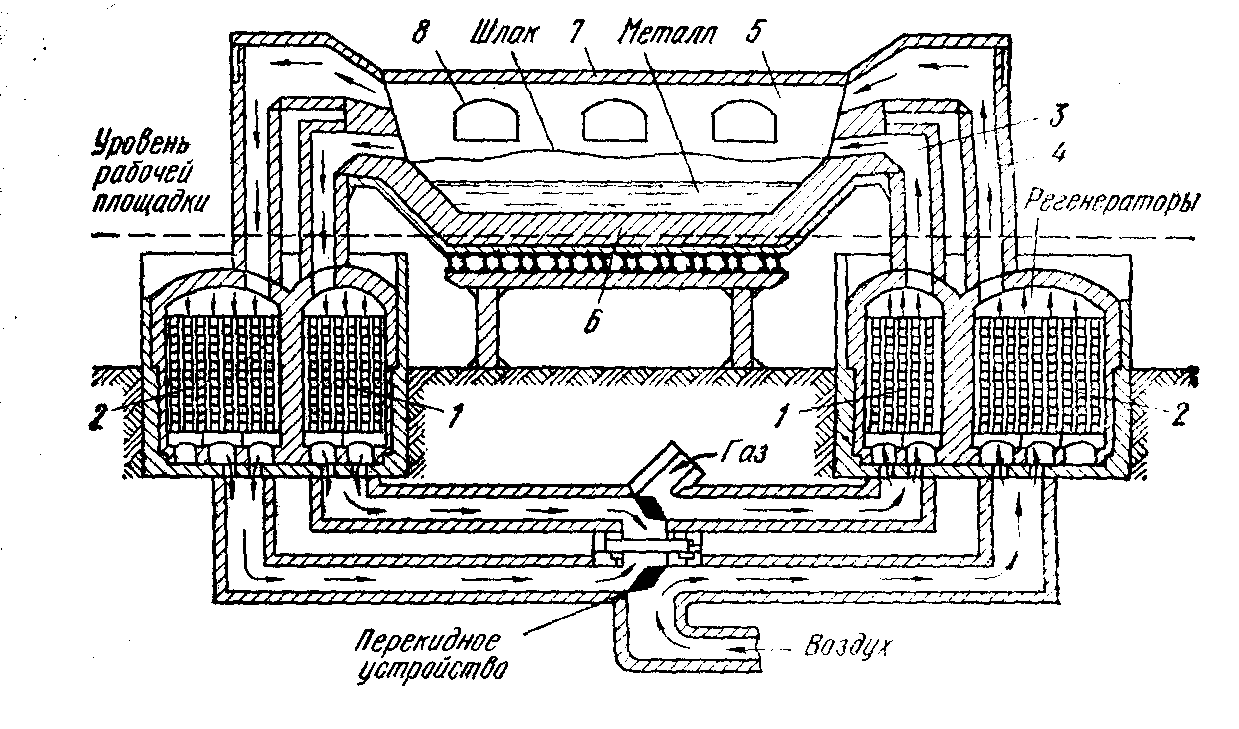 8 Шлак 7 Металл 5
3
4
Уровень
рабочей
площадки
Регенераторы
6
2
1
1
2
Газ
Перекидное
устройство
Воздух